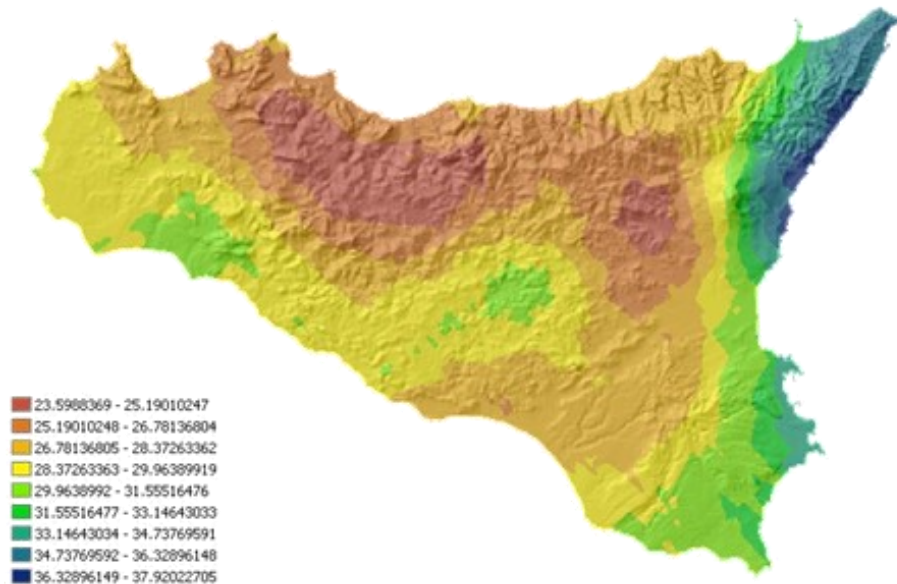 23.5988369 - 25.19010247
25.19010248 - 26.78136804
26.78136805 - 28.37263362
28.37263363 - 29.96389919
29.9638992 - 31.55516476
31.55516477 - 33.14643033
33.14643034 - 34.73769591
34.73769592 - 36.32896148
36.32896149 - 37.92022705